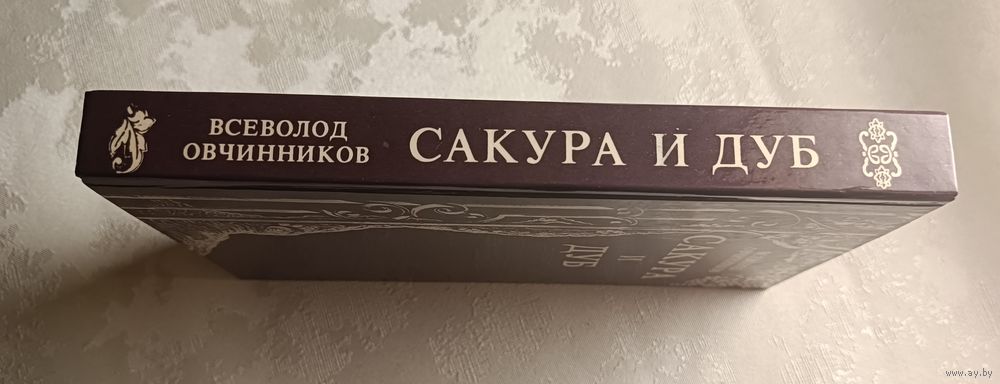 ВСЕВОЛОД
ОВЧИННИКОВ
САКУРА И ДУБ
САКУРА
И
ДУБ
www.ay.by